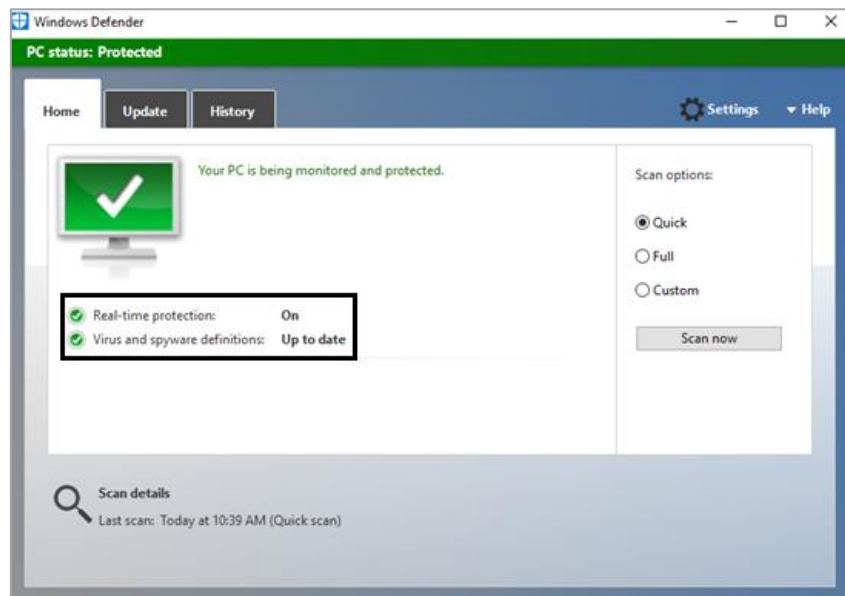 Windows Defender
PC status: Protected
Home
Update
History
Settings
Help
Your PC is being monitored and protected.
Real-time protection: On
Virus and spyware definitions: Up to date
Scan options:
Quick
Full
Custom
Scan now
Scan details
Last scan: Today at 10:39 AM (Quick scan)